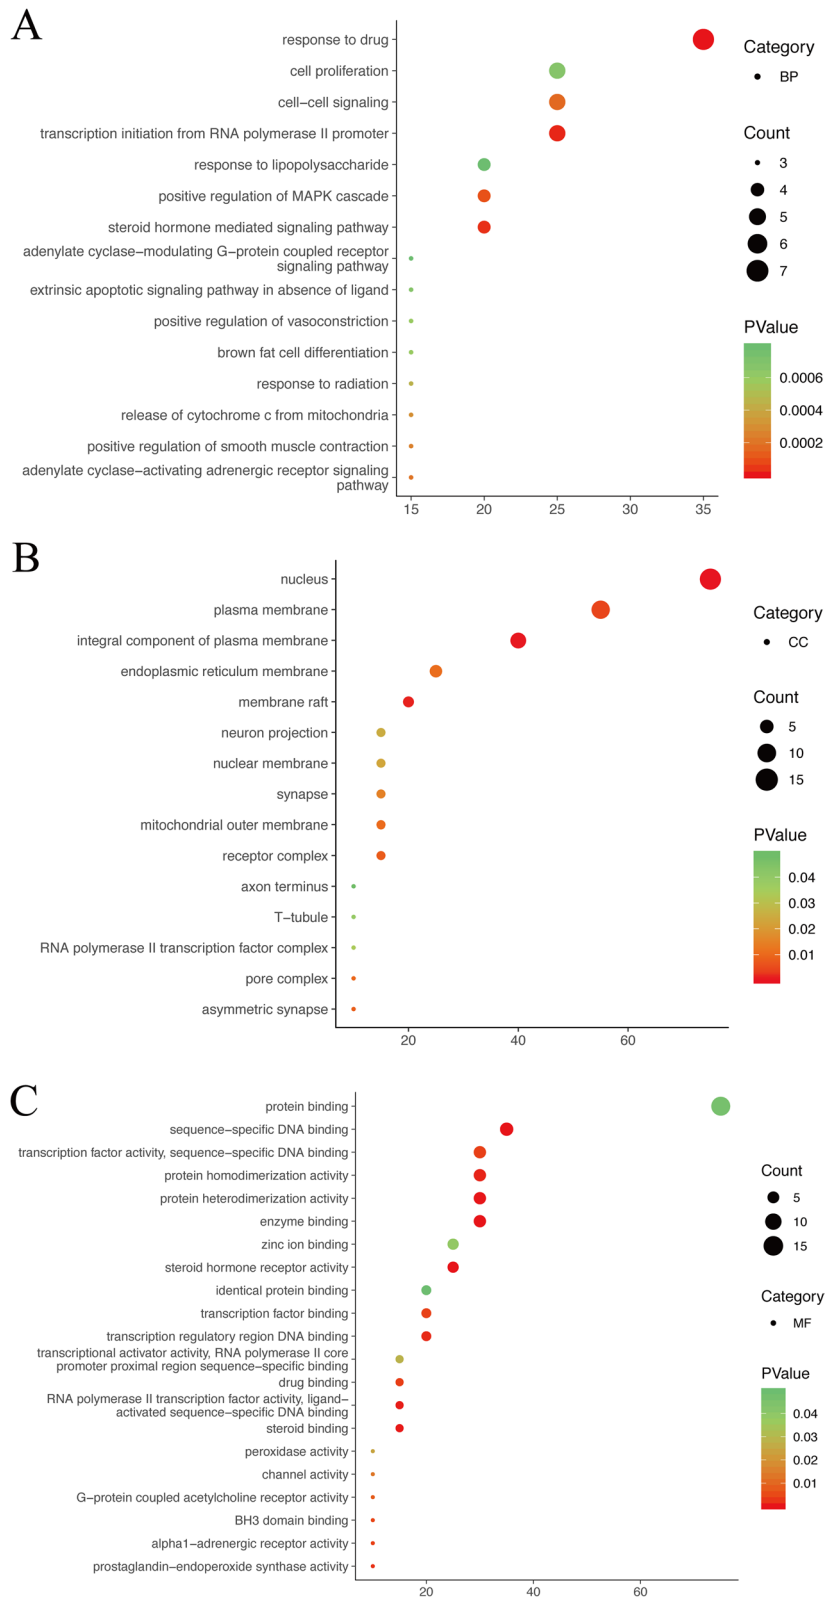 A
response to drug
cell proliferation
cell−cell signaling
transcription initiation from RNA polymerase II promoter
response to lipopolysaccharide
positive regulation of MAPK cascade
steroid hormone mediated signaling pathway
adenylate cyclase−modulating G−protein coupled receptor
signaling pathway
extrinsic apoptotic signaling pathway in absence of ligand
positive regulation of vasoconstriction
brown fat cell differentiation
response to radiation
release of cytochrome c from mitochondria
positive regulation of smooth muscle contraction
adenylate cyclase−activating adrenergic receptor signaling
pathway
15 20 25 30 35
Category
BP
Count
3
4
5
6
7
PValue
0.0006
0.0004
0.0002
B
nucleus
plasma membrane
integral component of plasma membrane
endoplasmic reticulum membrane
membrane raft
neuron projection
nuclear membrane
synapse
mitochondrial outer membrane
receptor complex
axon terminus
T−tubule
RNA polymerase II transcription factor complex
pore complex
asymmetric synapse
20 40 60
Category
CC
Count
5
10
15
PValue
0.04
0.03
0.02
0.01
C
protein binding
sequence−specific DNA binding
transcription factor activity, sequence−specific DNA binding
protein homodimerization activity
protein heterodimerization activity
enzyme binding
zinc ion binding
steroid hormone receptor activity
identical protein binding
transcription factor binding
transcription regulatory region DNA binding
transcriptional activator activity, RNA polymerase II core
promoter proximal region sequence−specific binding
drug binding
RNA polymerase II transcription factor activity, ligand−
activated sequence−specific DNA binding
steroid binding
peroxidase activity
channel activity
G−protein coupled acetylcholine receptor activity
BH3 domain binding
alpha1−adrenergic receptor activity
prostaglandin−endoperoxide synthase activity
20 40 60
Count
5
10
15
Category
MF
PValue
0.04
0.03
0.02
0.01